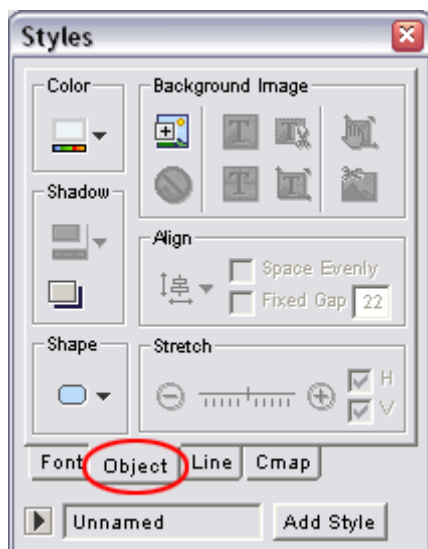 Styles
Color
Background Image
Shadow
Align
Space Evenly
Fixed Gap 22
Shape
Stretch
H
V
Font Object Line Cmap
Unnamed Add Style